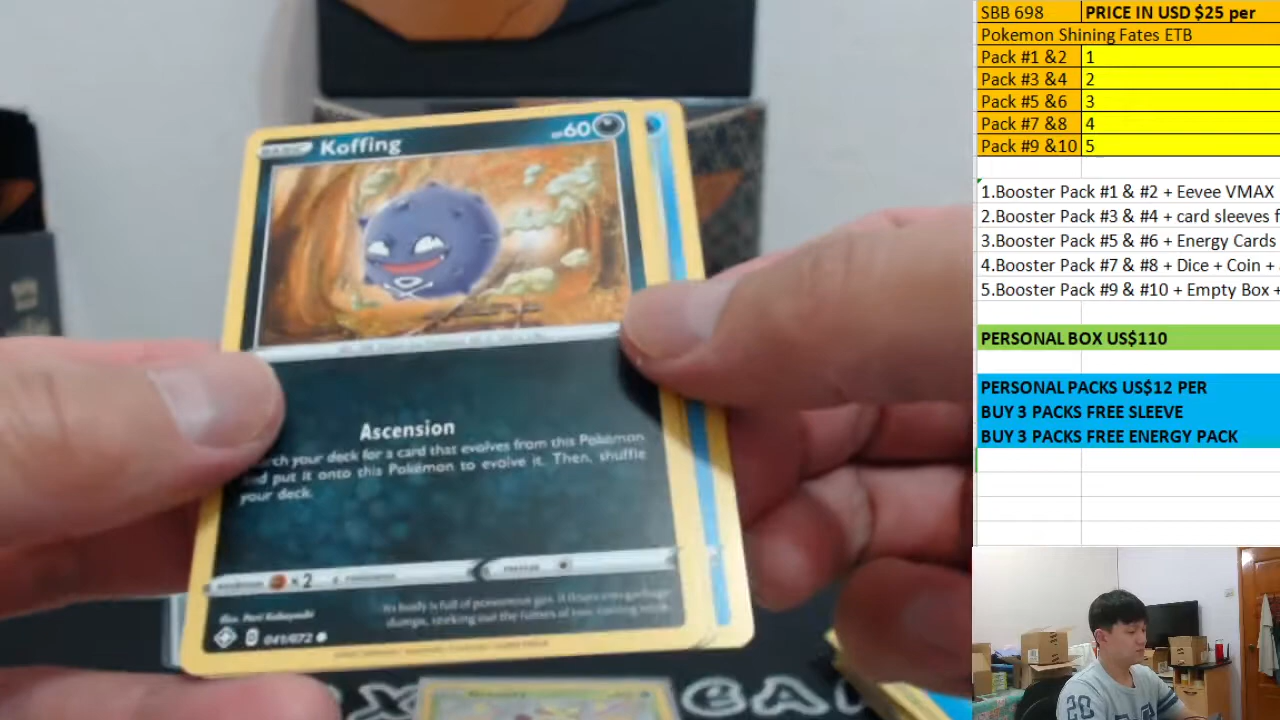 Koffing
60
Ascension
ch your deck for a card that evolves from this Pokémon
d put it onto this Pokémon to evolve it. Then, shuffle
your deck.
×2
041/072
SBB 698 PRICE IN USD $25 per
Pokemon Shining Fates ETB
Pack #1 &2 1
Pack #3 &4 2
Pack #5 &6 3
Pack #7 &8 4
Pack #9 &10 5
1.Booster Pack #1 & #2 + Eevee VMAX
2.Booster Pack #3 & #4 + card sleeves f
3.Booster Pack #5 & #6 + Energy Cards
4.Booster Pack #7 & #8 + Dice + Coin +
5.Booster Pack #9 & #10 + Empty Box +
PERSONAL BOX US$110
PERSONAL PACKS US$12 PER
BUY 3 PACKS FREE SLEEVE
BUY 3 PACKS FREE ENERGY PACK